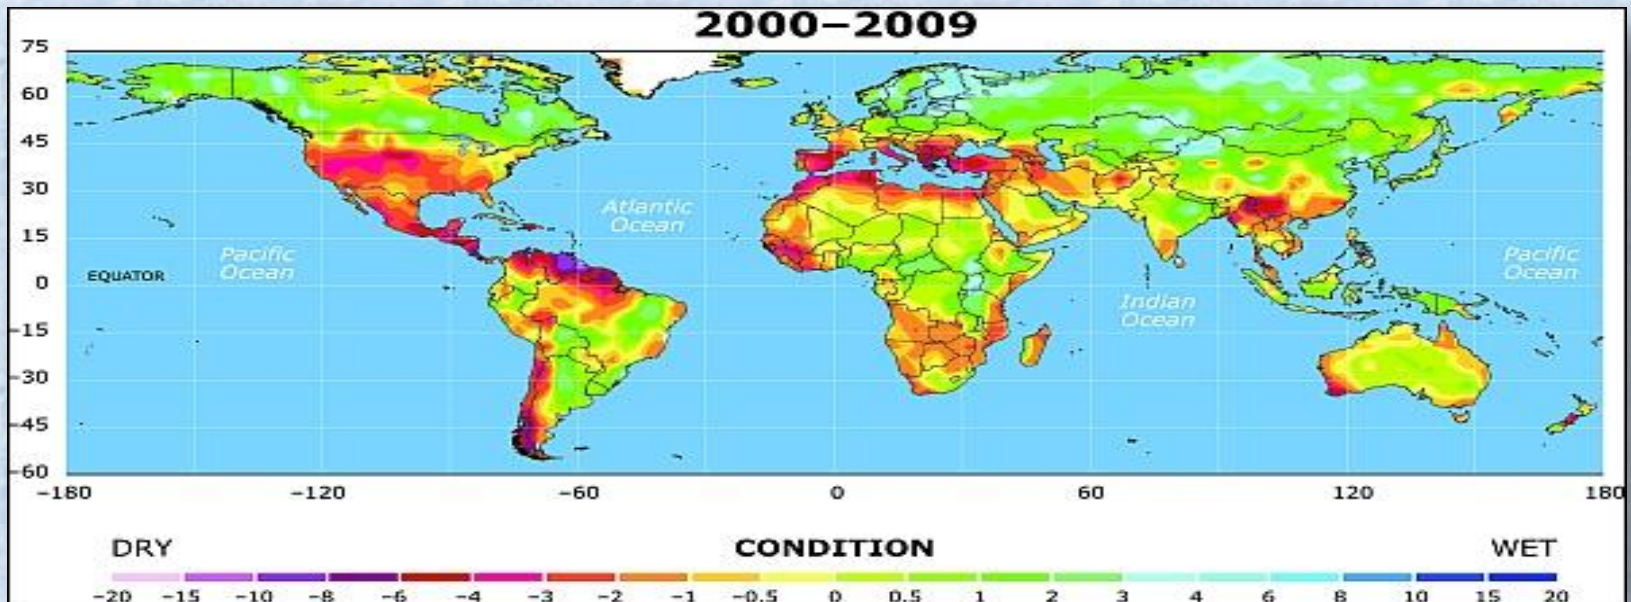 2000–2009
75
60
45
30
15
0
−15
−30
−45
−60
Atlantic
Ocean
Pacific
Ocean
EQUATOR
Indian
Ocean
Pacific
Ocean
−180 −120 −60 0 60 120 180
DRY CONDITION WET
−20 −15 −10 −8 −6 −4 −3 −2 −1 −0.5 0 0.5 1 2 3 4 6 8 10 15 20